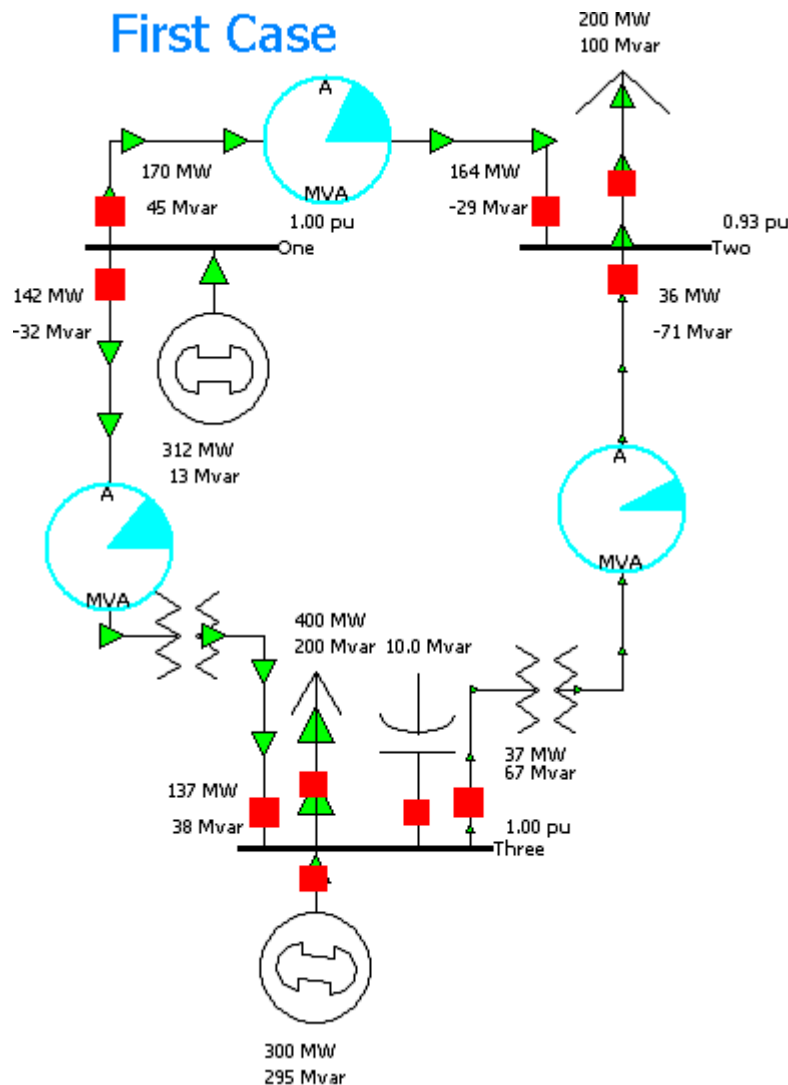 First Case
200 MW
100 Mvar
A
170 MW
45 Mvar
MVA
164 MW
-29 Mvar
1.00 pu
One
0.93 pu
Two
142 MW
-32 Mvar
36 MW
-71 Mvar
312 MW
13 Mvar
A
MVA
A
MVA
400 MW
200 Mvar
10.0 Mvar
37 MW
67 Mvar
137 MW
38 Mvar
1.00 pu
Three
300 MW
295 Mvar